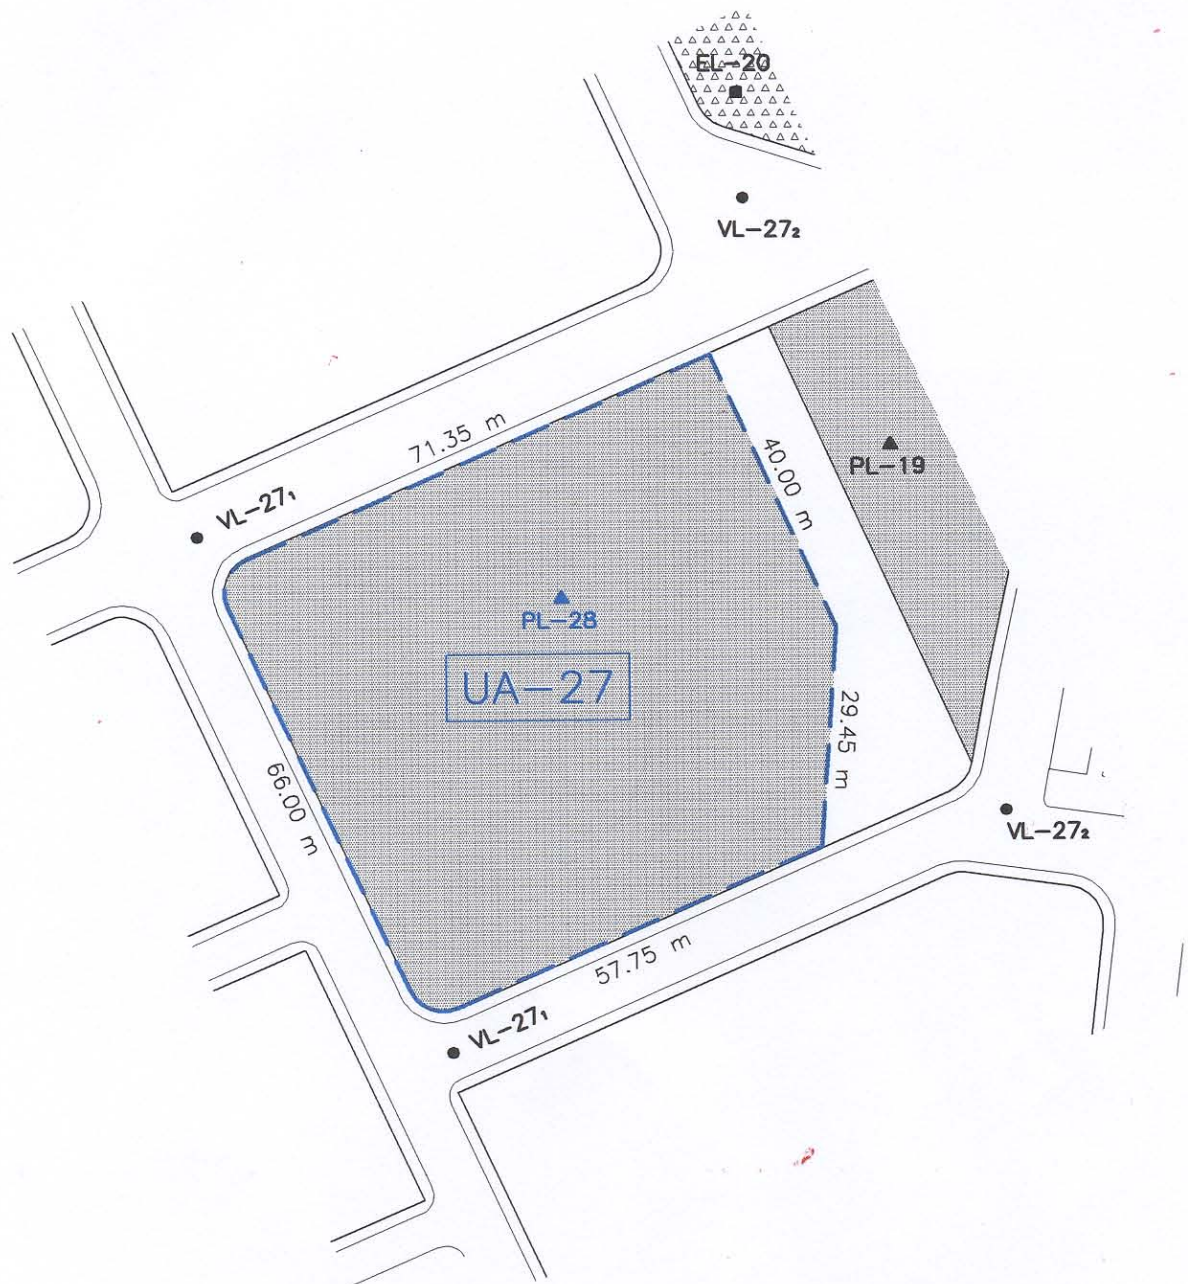 EL-20
VL-27₂
71.35 m
40.00 m
PL-19
VL-27₁
PL-28
UA-27
29.45 m
66.00 m
VL-27₂
57.75 m
VL-27₁